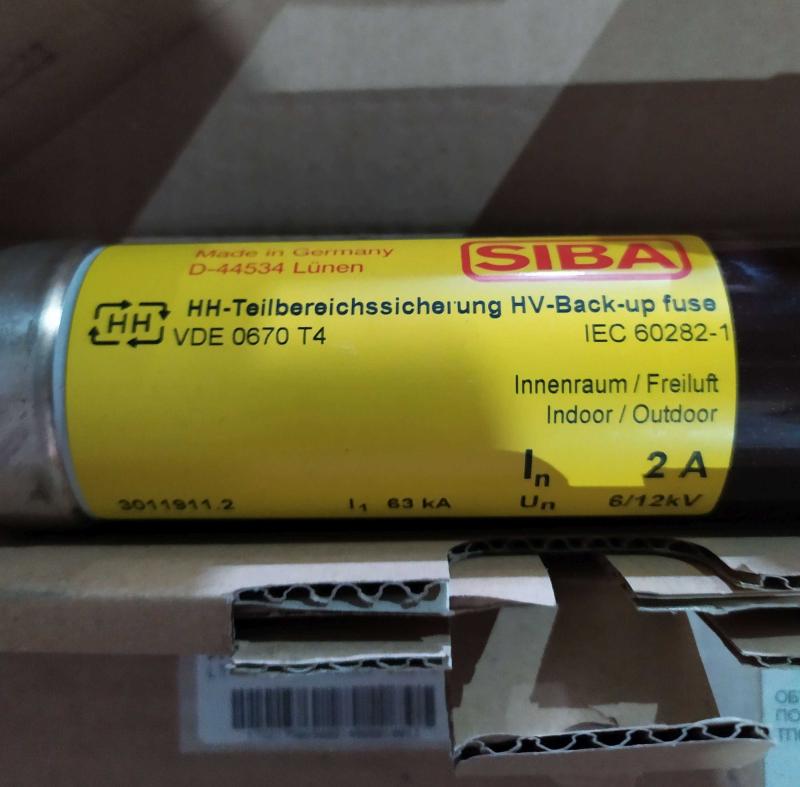 Made in Germany
D-44534 Lünen
SIBA
HH
HH-Teilbereichssicherung HV-Back-up fuse
VDE 0670 T4
IEC 60282-1
Innenraum / Freiluft
Indoor / Outdoor
In 2 A
3011911.2
I1 63 kA
Un 6/12kV